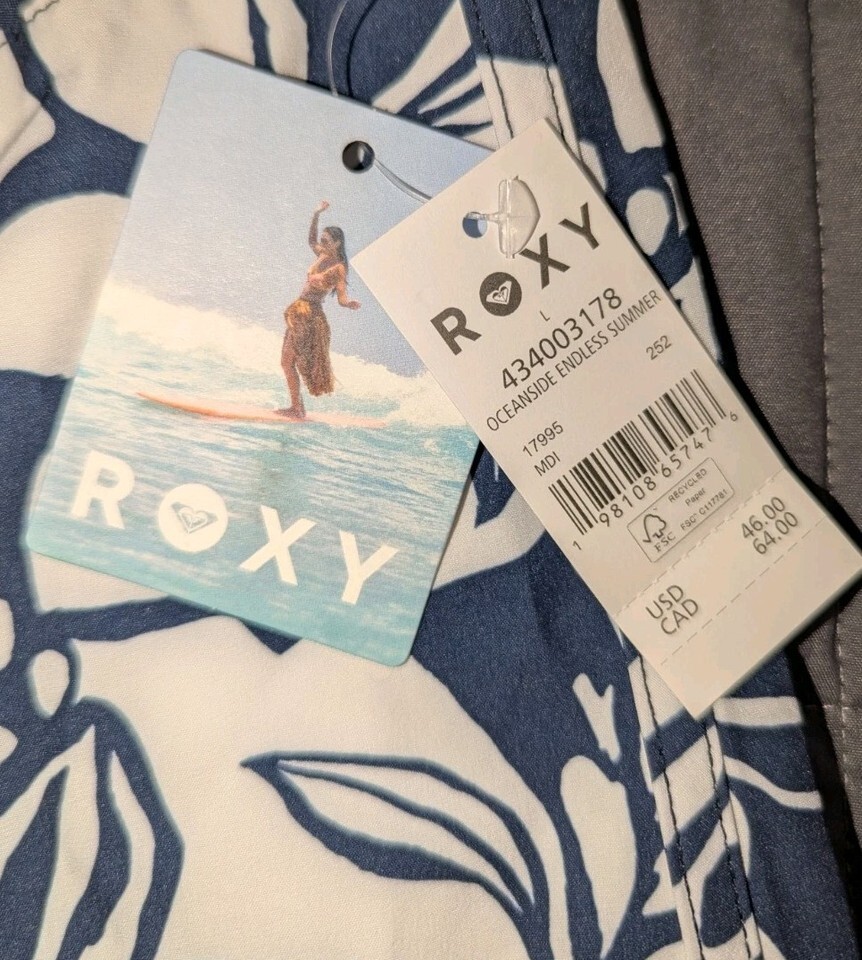 ROXY
ROXY
L
434003178
OCEANSIDE ENDLESS SUMMER
252
17995
MDI
1 98108 65747 6
FSC
RECYCLED
Paper
FSC® C117781
USD 46.00
CAD 64.00